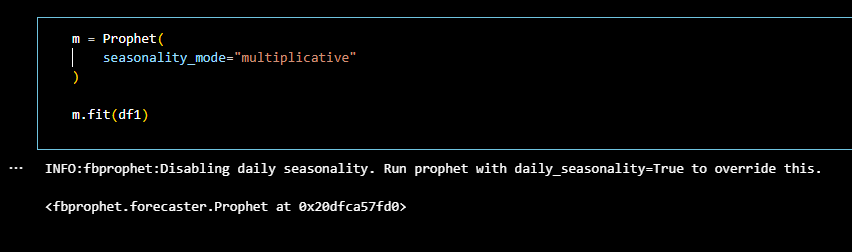 m = Prophet(
    seasonality_mode="multiplicative"
)
m.fit(df1)
...
INFO:fbprophet:Disabling daily seasonality. Run prophet with daily_seasonality=True to override this.
<fbprophet.forecaster.Prophet at 0x20dfca57fd0>